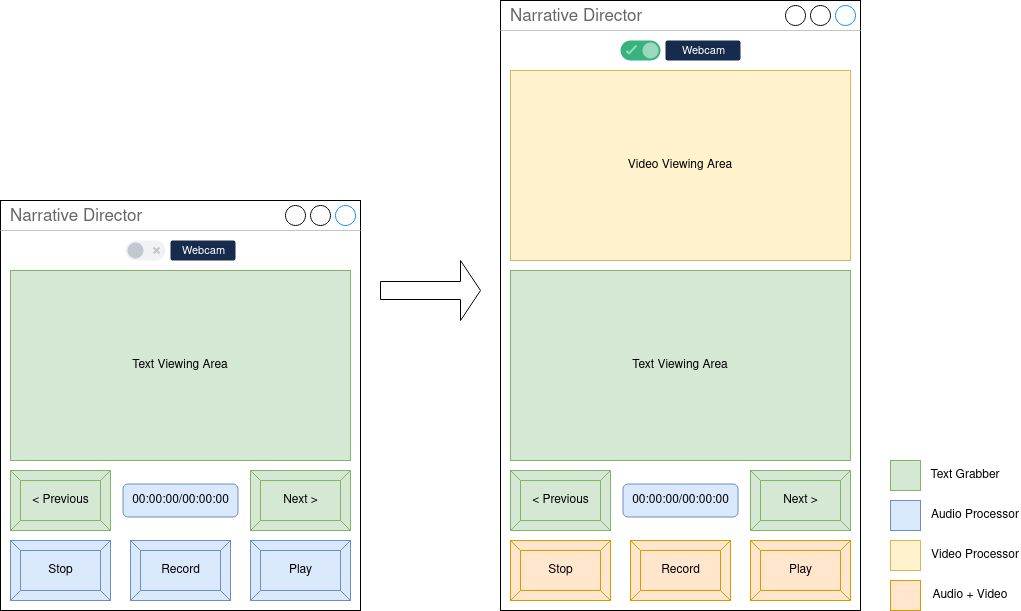 Narrative Director
Webcam
Text Viewing Area
< Previous
00:00:00/00:00:00
Next >
Stop
Record
Play
Narrative Director
Webcam
Video Viewing Area
Text Viewing Area
< Previous
00:00:00/00:00:00
Next >
Stop
Record
Play
Text Grabber
Audio Processor
Video Processor
Audio + Video